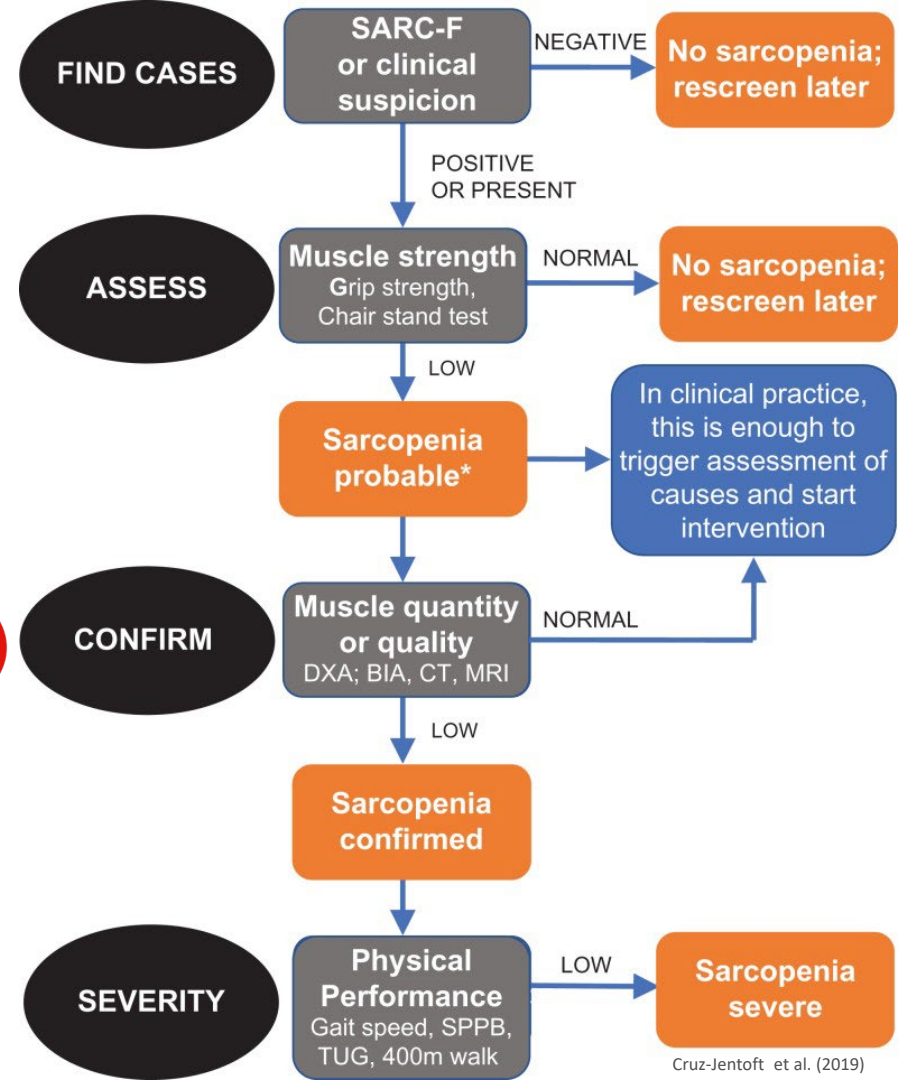 FIND CASES
SARC-F
or clinical
suspicion
NEGATIVE
No sarcopenia;
rescreen later
POSITIVE
OR PRESENT
ASSESS
Muscle strength
Grip strength,
Chair stand test
NORMAL
No sarcopenia;
rescreen later
LOW
Sarcopenia
probable*
In clinical practice,
this is enough to
trigger assessment of
causes and start
intervention
CONFIRM
Muscle quantity
or quality
DXA; BIA, CT, MRI
NORMAL
LOW
Sarcopenia
confirmed
SEVERITY
Physical
Performance
Gait speed, SPPB,
TUG, 400m walk
LOW
Sarcopenia
severe
Cruz-Jentoft et al. (2019)